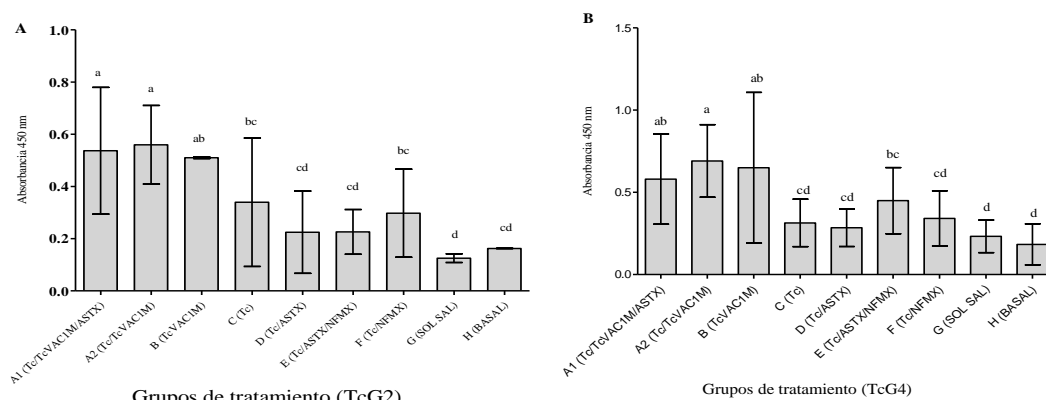 A
Absorbancia 450 nm
1.0
0.8
0.6
0.4
0.2
0.0
a
a
ab
bc
cd
cd
bc
d
cd
A1 (Tc/TcVAC1M/ASTX)
A2 (Tc/TcVAC1M)
B (TcVAC1M)
C (Tc)
D (Tc/ASTX)
E (Tc/ASTX/NFMX)
F (Tc/NFMX)
G (SOL SAL)
H (BASAL)
Grupos de tratamiento (TcG2)
B
Absorbancia 450 nm
1.5
1.0
0.5
0.0
ab
a
ab
cd
cd
bc
cd
d
d
A1 (Tc/TcVAC1M/ASTX)
A2 (Tc/TcVAC1M)
B (TcVAC1M)
C (Tc)
D (Tc/ASTX)
E (Tc/ASTX/NFMX)
F (Tc/NFMX)
G (SOL SAL)
H (BASAL)
Grupos de tratamiento (TcG4)